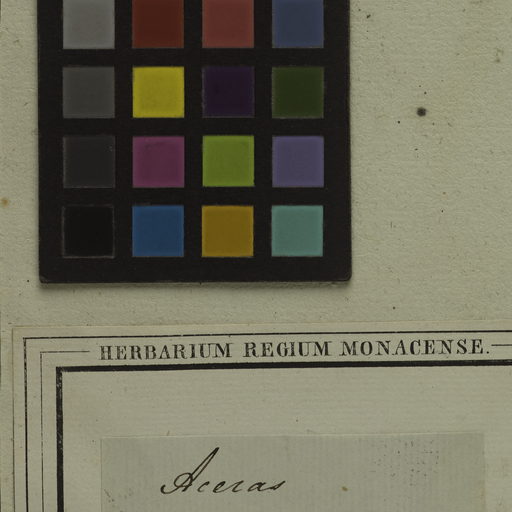 HERBARIUM REGIUM MONACENSE.
Aceras